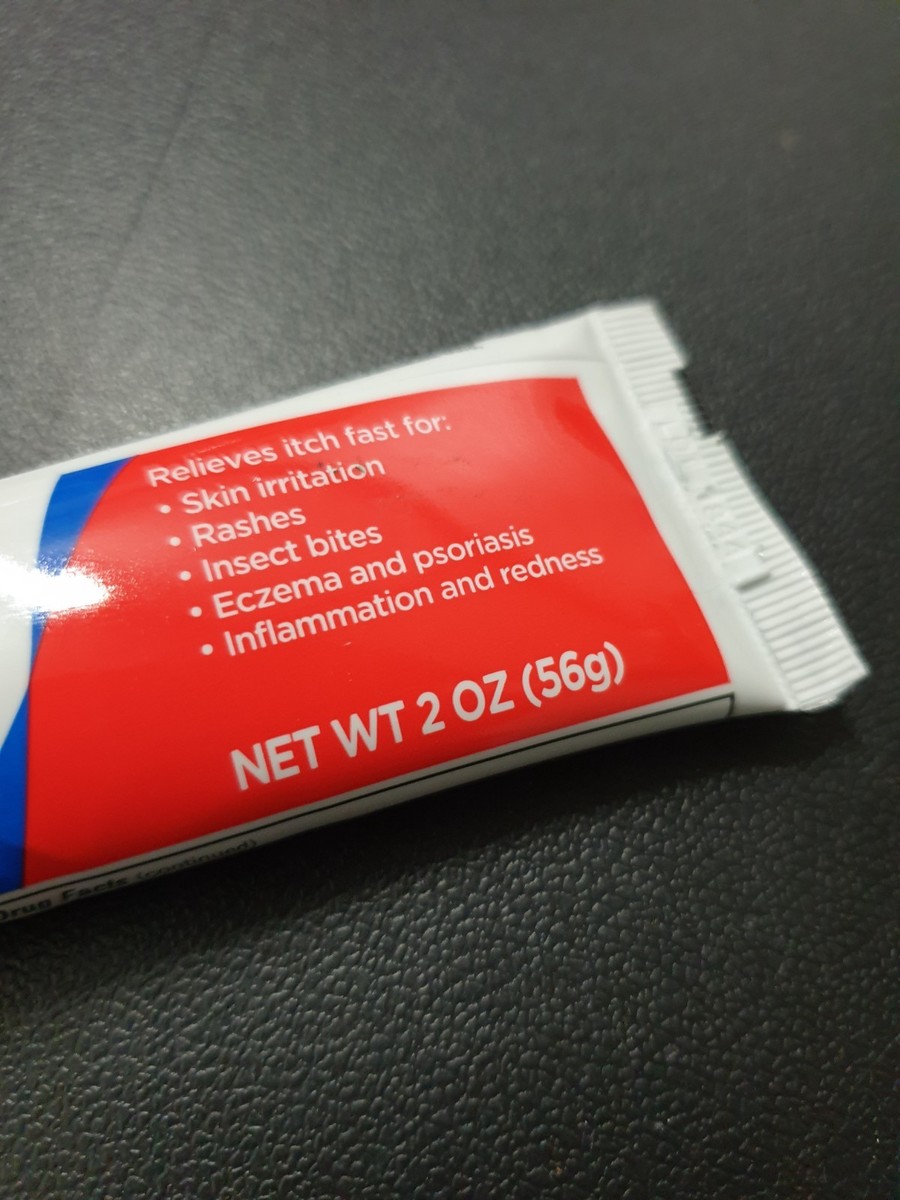 Relieves itch fast for:
• Skin irritation
• Rashes
• Insect bites
• Eczema and psoriasis
• Inflammation and redness
NET WT 2 OZ (56g)
Drug Facts (continued)